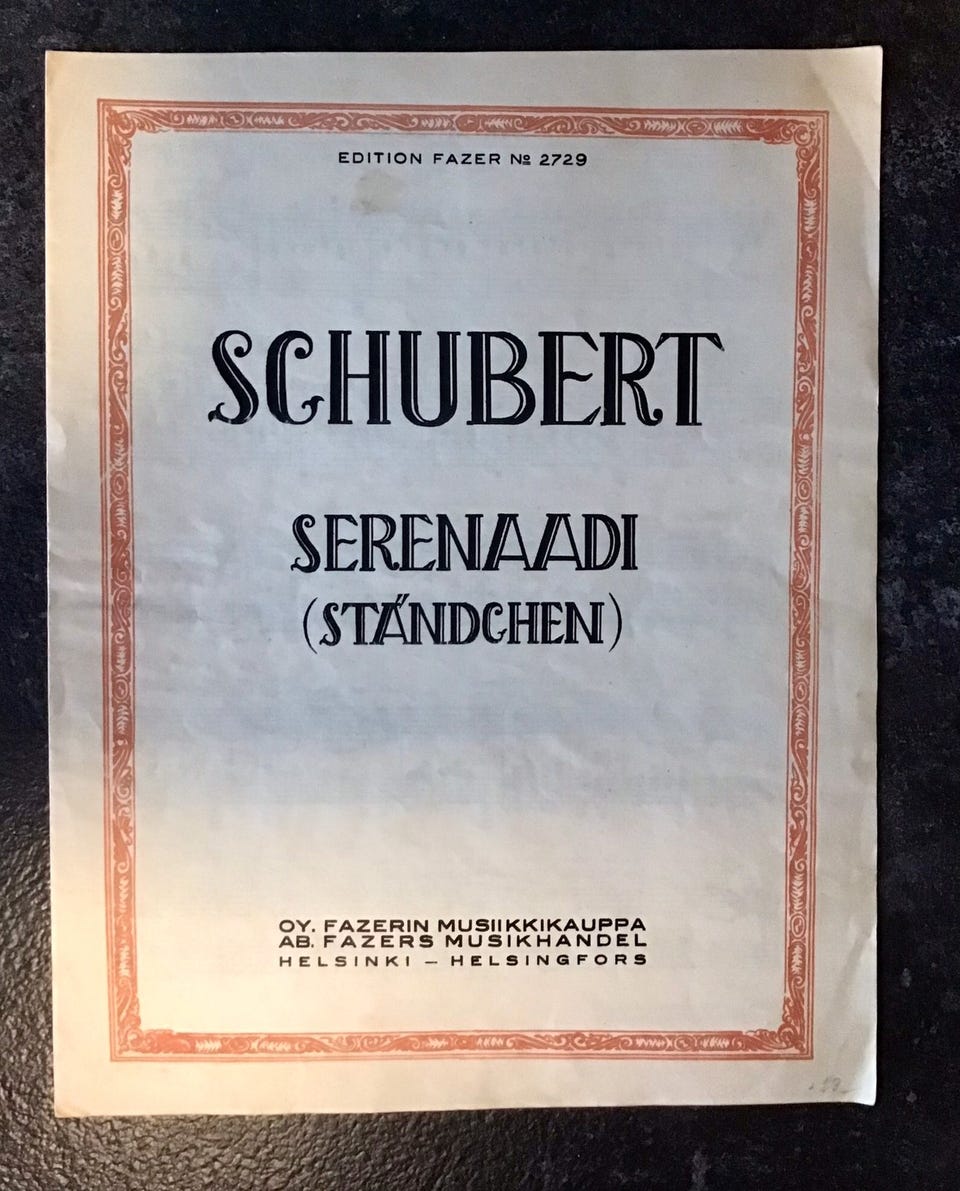 EDITION FAZER № 2729
SCHUBERT
SERENAADI
(STÄNDCHEN)
OY. FAZERIN MUSIIKKIKAUPPA
AB. FAZERS MUSIKHANDEL
HELSINKI – HELSINGFORS